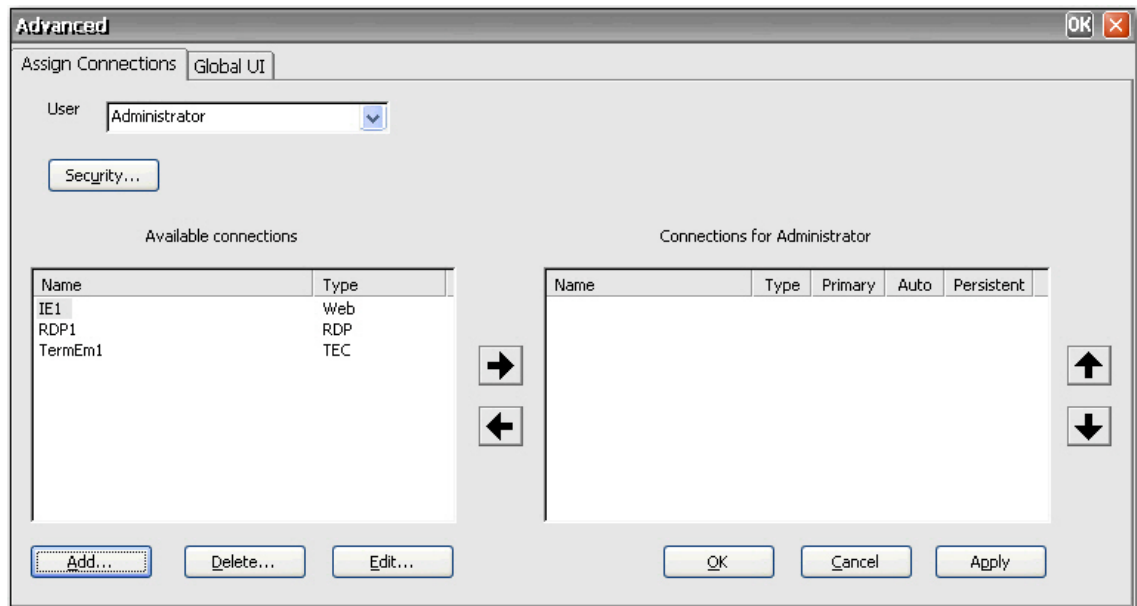 Advanced OK
Assign Connections Global UI
User Administrator
Security...
Available connections Connections for Administrator
Name Type Name Type Primary Auto Persistent
IE1 Web
RDP1 RDP
TermEm1 TEC
Add... Delete... Edit... OK Cancel Apply